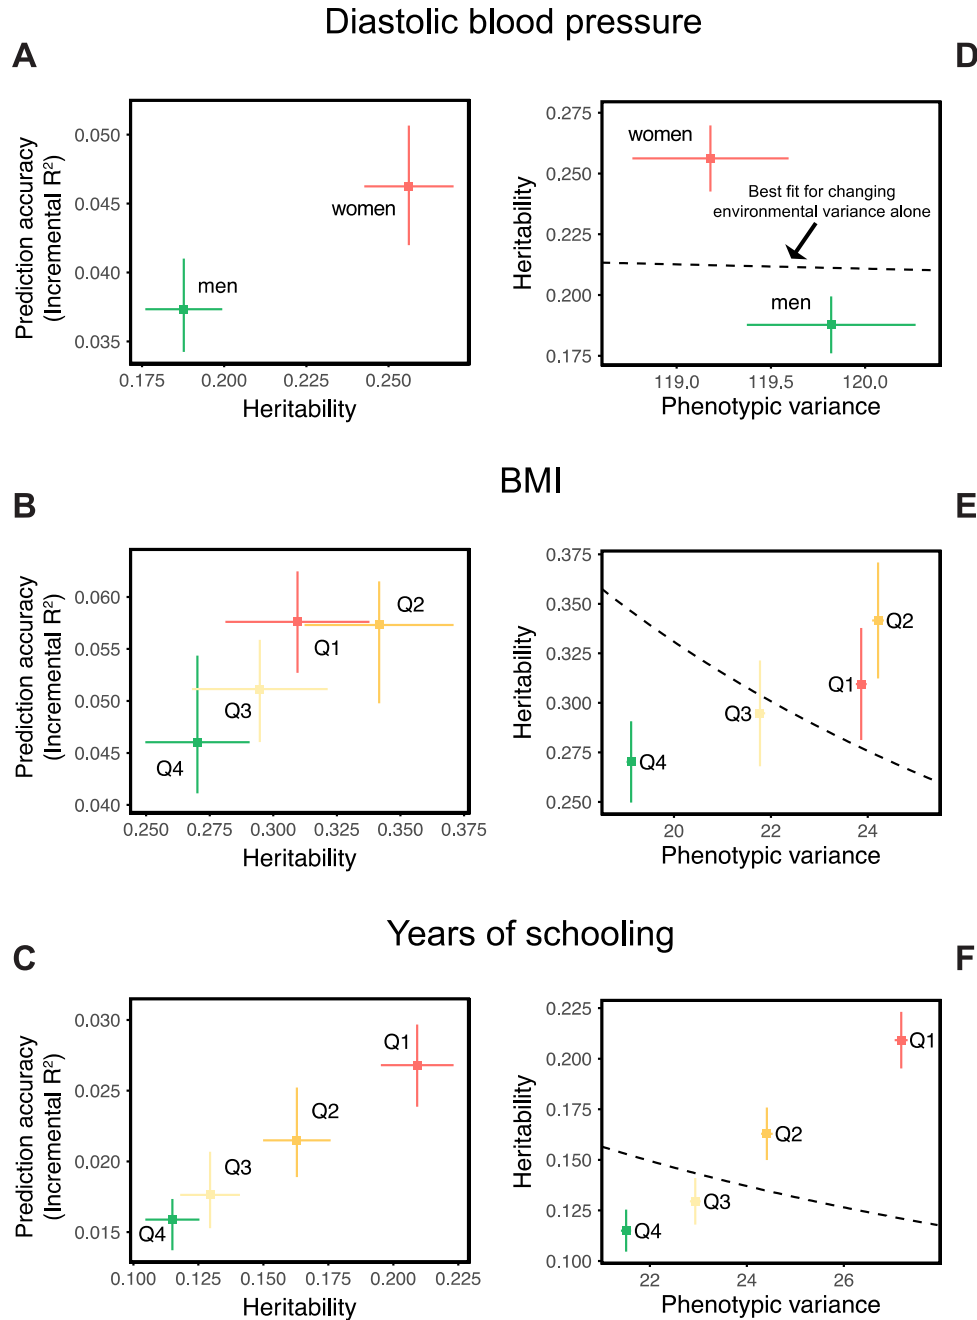 Diastolic blood pressure
A
Prediction accuracy
(Incremental R²)
0.050
0.045
0.040
0.035
women
men
0.175
0.200
0.225
0.250
Heritability
D
Heritability
0.275
0.250
0.225
0.200
0.175
women
Best fit for changing
environmental variance alone
men
119.0
119.5
120.0
Phenotypic variance
BMI
B
Prediction accuracy
(Incremental R²)
0.060
0.055
0.050
0.045
0.040
Q2
Q1
Q3
Q4
0.250
0.275
0.300
0.325
0.350
0.375
Heritability
E
Heritability
0.375
0.350
0.325
0.300
0.275
0.250
Q2
Q1
Q3
Q4
20
22
24
Phenotypic variance
Years of schooling
C
Prediction accuracy
(Incremental R²)
0.030
0.025
0.020
0.015
Q1
Q2
Q3
Q4
0.100
0.125
0.150
0.175
0.200
0.225
Heritability
F
Heritability
0.225
0.200
0.175
0.150
0.125
0.100
Q1
Q2
Q3
Q4
22
24
26
Phenotypic variance